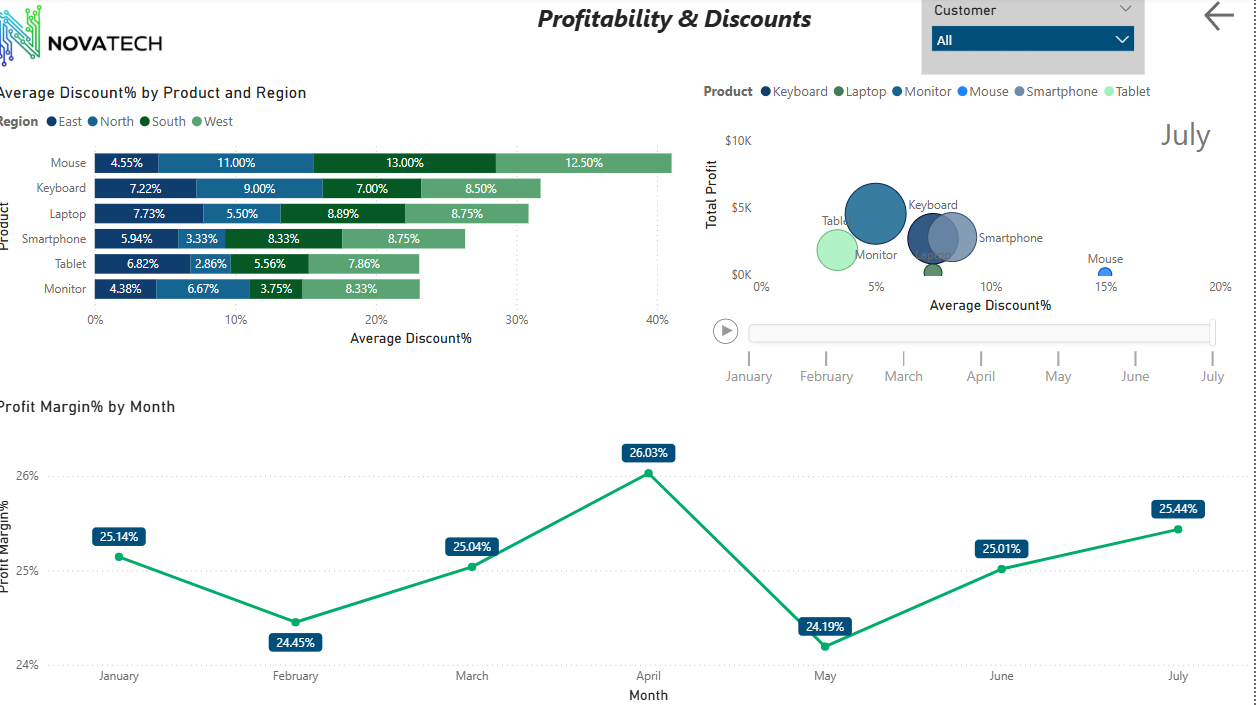 NOVATECH
Profitability & Discounts
Customer
All
Average Discount% by Product and Region
Region East North South West
Product
Mouse 4.55% 11.00% 13.00% 12.50%
Keyboard 7.22% 9.00% 7.00% 8.50%
Laptop 7.73% 5.50% 8.89% 8.75%
Smartphone 5.94% 3.33% 8.33% 8.75%
Tablet 6.82% 2.86% 5.56% 7.86%
Monitor 4.38% 6.67% 3.75% 8.33%
0% 10% 20% 30% 40%
Average Discount%
Product Keyboard Laptop Monitor Mouse Smartphone Tablet
July
Total Profit
$10K
$5K
$0K
Keyboard
Smartphone
Monitor
Mouse
0% 5% 10% 15% 20%
Average Discount%
January February March April May June July
Profit Margin% by Month
Profit Margin%
26%
25%
24%
25.14%
24.45%
25.04%
26.03%
24.19%
25.01%
25.44%
January February March April May June July
Month